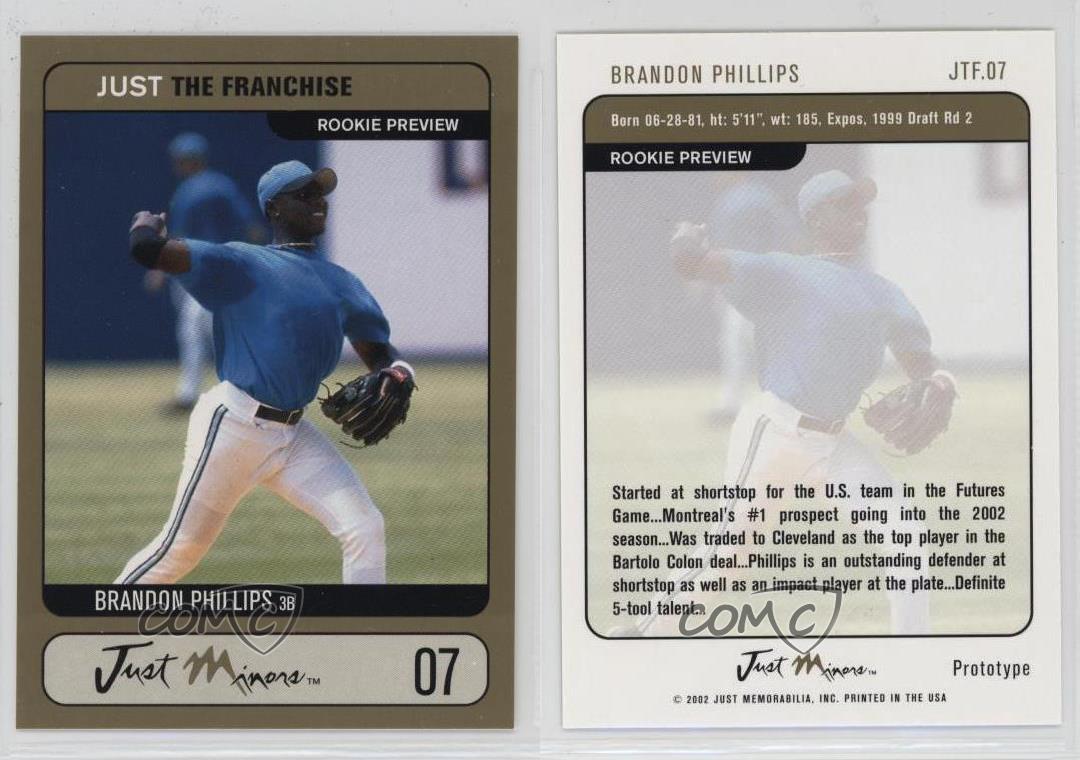 JUST THE FRANCHISE
ROOKIE PREVIEW
BRANDON PHILLIPS 3B
Just Minors™
07
COMC
BRANDON PHILLIPS
JTF.07
Born 06-28-81, ht: 5'11", wt: 185, Expos, 1999 Draft Rd 2
ROOKIE PREVIEW
Started at shortstop for the U.S. team in the Futures
Game...Montreal's #1 prospect going into the 2002
season...Was traded to Cleveland as the top player in the
Bartolo Colon deal...Phillips is an outstanding defender at
shortstop as well as an impact player at the plate...Definite
5-tool talent.
COMC
Just Minors™
Prototype
© 2002 JUST MEMORABILIA, INC. PRINTED IN THE USA